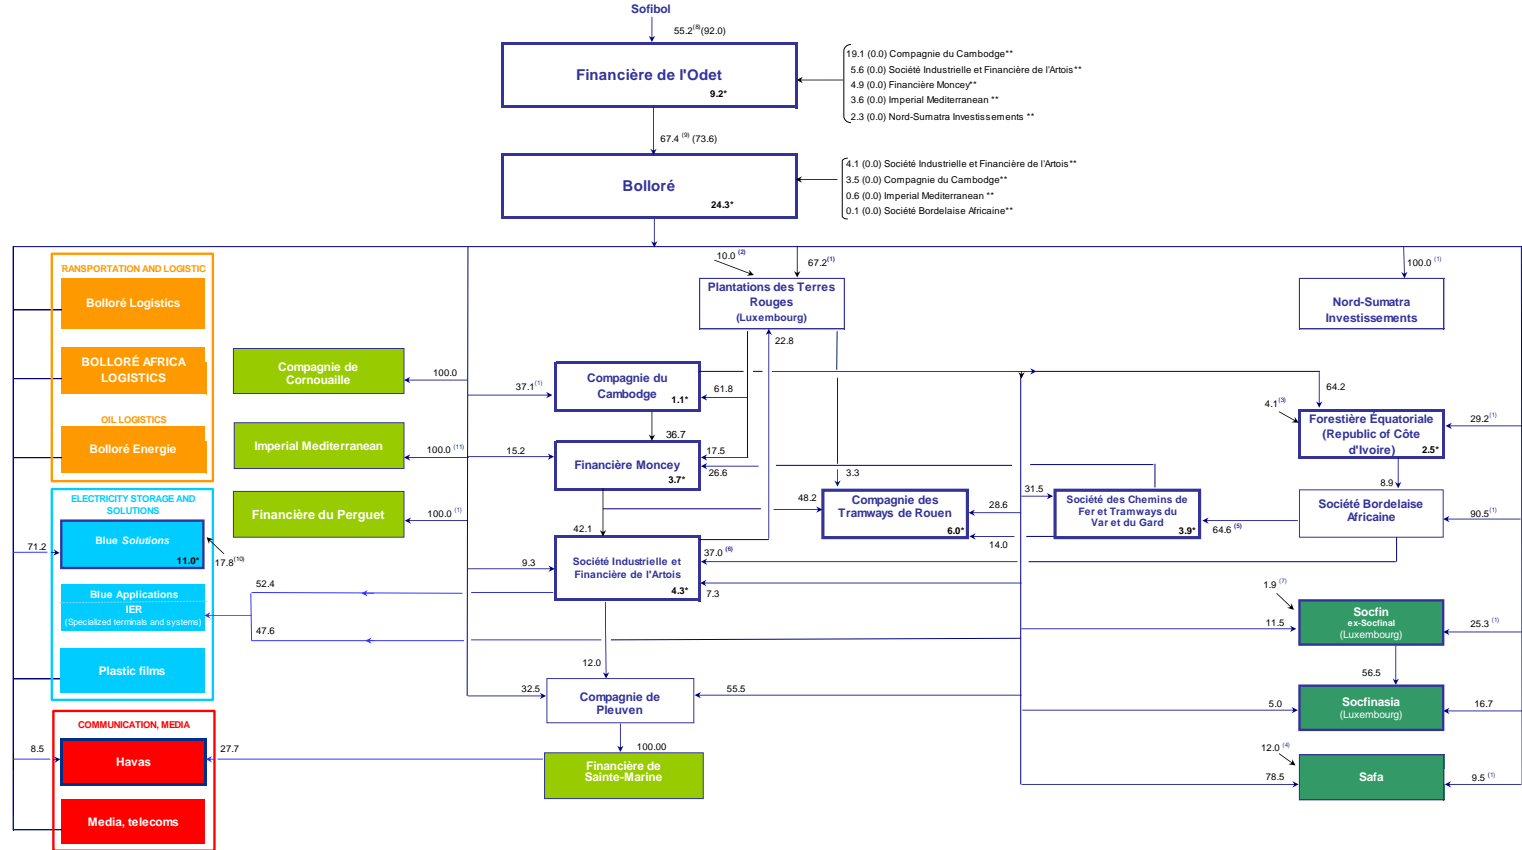 Sofibol
55.2(8)(92.0)
Financière de l'Odet
9.2*
19.1 (0.0) Compagnie du Cambodge**
5.6 (0.0) Société Industrielle et Financière de l'Artois**
4.9 (0.0) Financière Moncey**
3.6 (0.0) Imperial Mediterranean **
2.3 (0.0) Nord-Sumatra Investissements **
67.4 (9) (73.6)
Bolloré
24.3*
4.1 (0.0) Société Industrielle et Financière de l'Artois**
3.5 (0.0) Compagnie du Cambodge**
0.6 (0.0) Imperial Mediterranean **
0.1 (0.0) Société Bordelaise Africaine**
RANSPORTATION AND LOGISTIC
Bolloré Logistics
BOLLORÉ AFRICA
LOGISTICS
OIL LOGISTICS
Bolloré Energie
ELECTRICITY STORAGE AND
SOLUTIONS
71.2
Blue Solutions
11.0*
17.8(10)
Blue Applications
IER
(Specialized terminals and systems)
52.4
47.6
Plastic films
COMMUNICATION, MEDIA
8.5
Havas
27.7
Media, telecoms
Compagnie de
Cornouaille
100.0
Imperial Mediterranean
100.0 (11)
Financière du Perguet
100.0 (1)
10.0 (2)
67.2(1)
Plantations des Terres
Rouges
(Luxembourg)
22.8
37.1(1)
Compagnie du
Cambodge
1.1*
61.8
36.7
15.2
Financière Moncey
3.7*
17.5
26.6
3.3
42.1
48.2
Compagnie des
Tramways de Rouen
6.0*
28.6
14.0
31.5
Société des Chemins de
Fer et Tramways du
Var et du Gard
3.9*
64.6 (5)
9.3
Société Industrielle et
Financière de l'Artois
4.3*
37.0 (6)
7.3
12.0
32.5
Compagnie de
Pleuven
55.5
100.00
Financière de
Sainte-Marine
100.0 (1)
Nord-Sumatra
Investissements
64.2
4.1(3)
Forestière Équatoriale
(Republic of Côte
d'Ivoire)
2.5*
29.2(1)
8.9
Société Bordelaise
Africaine
90.5(1)
1.9(7)
11.5
Socfin
ex-Socfinal
(Luxembourg)
25.3 (1)
56.5
5.0
Socfinasia
(Luxembourg)
16.7
12.0 (4)
78.5
Safa
9.5 (1)